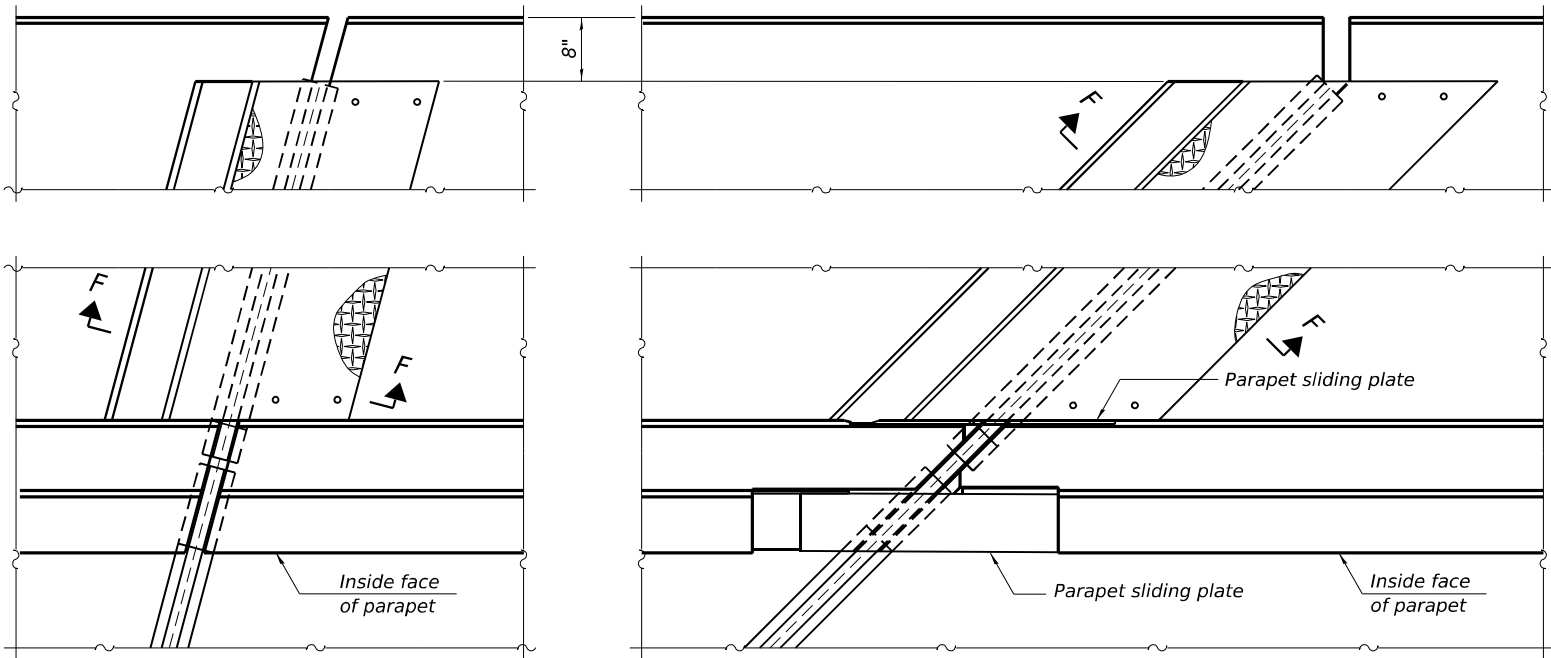 8"
F
F
F
F
Parapet sliding plate
Inside face
of parapet
Parapet sliding plate
Inside face
of parapet